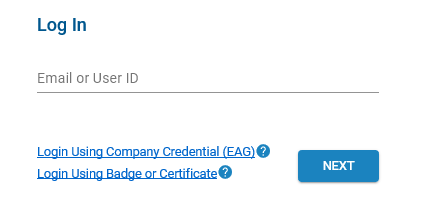 Log In
Email or User ID
Login Using Company Credential (EAG) ?
Login Using Badge or Certificate ?
NEXT